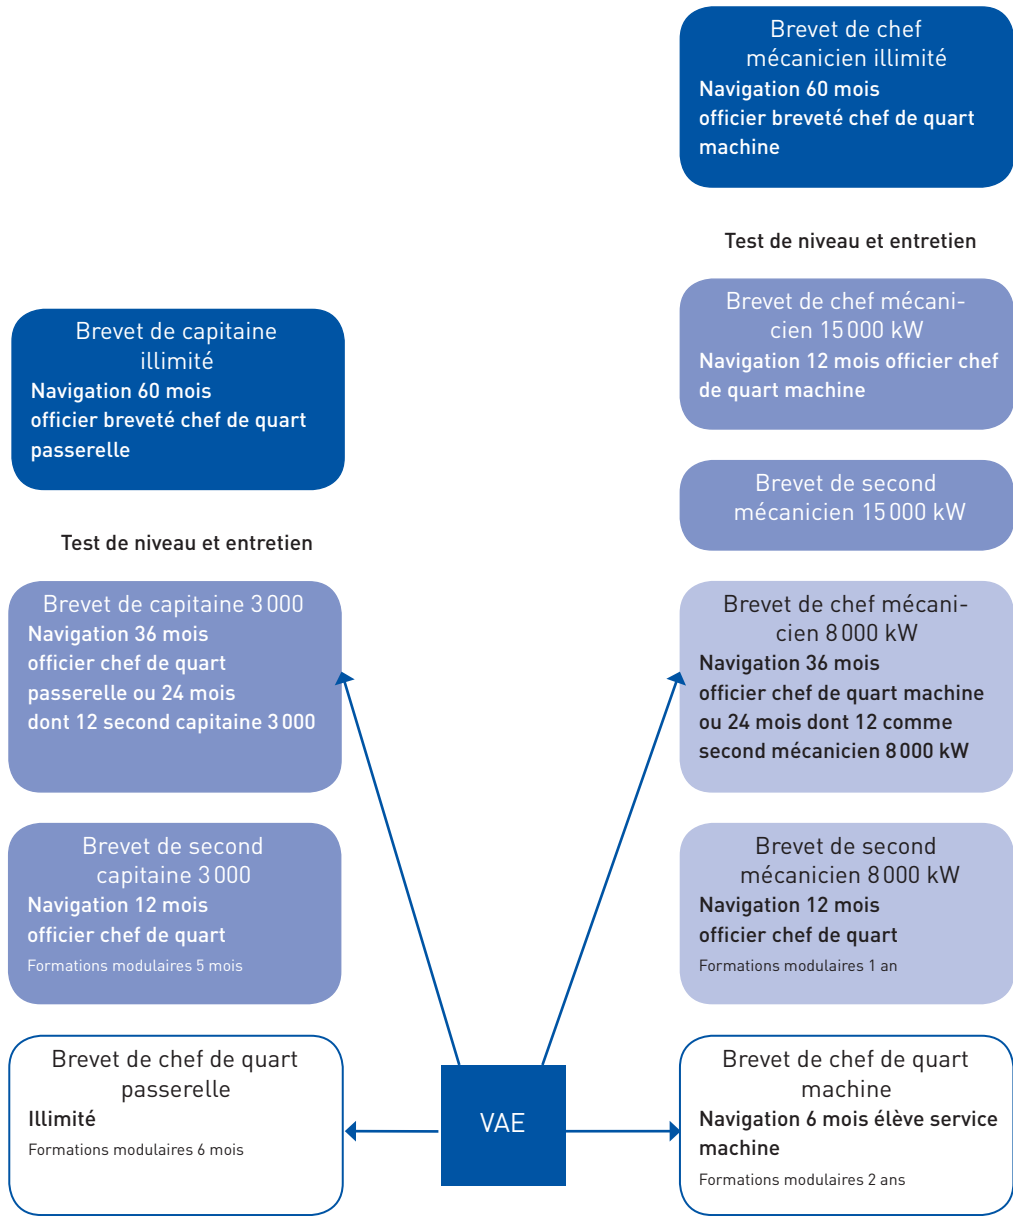 Brevet de chef
mécanicien illimité
Navigation 60 mois
officier breveté chef de quart
machine
Test de niveau et entretien
Brevet de chef mécani-
cien 15 000 kW
Navigation 12 mois officier chef
de quart machine
Brevet de second
mécanicien 15 000 kW
Brevet de chef mécani-
cien 8 000 kW
Navigation 36 mois
officier chef de quart machine
ou 24 mois dont 12 comme
second mécanicien 8 000 kW
Brevet de second
mécanicien 8 000 kW
Navigation 12 mois
officier chef de quart
Formations modulaires 1 an
Brevet de chef de quart
machine
Navigation 6 mois élève service
machine
Formations modulaires 2 ans
Brevet de capitaine
illimité
Navigation 60 mois
officier breveté chef de quart
passerelle
Test de niveau et entretien
Brevet de capitaine 3 000
Navigation 36 mois
officier chef de quart
passerelle ou 24 mois
dont 12 second capitaine 3 000
Brevet de second
capitaine 3 000
Navigation 12 mois
officier chef de quart
Formations modulaires 5 mois
Brevet de chef de quart
passerelle
Illimité
Formations modulaires 6 mois
VAE